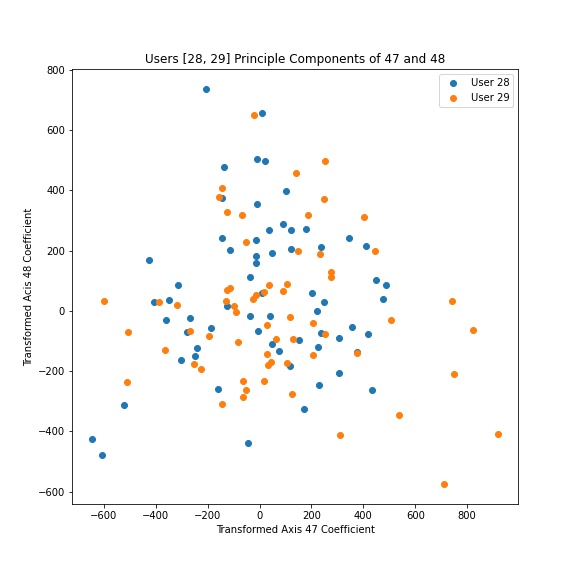 Users [28, 29] Principle Components of 47 and 48
User 28
User 29
Transformed Acis 48 Coefficient
800
600
400
200
0
−200
−400
−600
−600 −400 −200 0 200 400 600 800
Transformed Axis 47 Coefficient